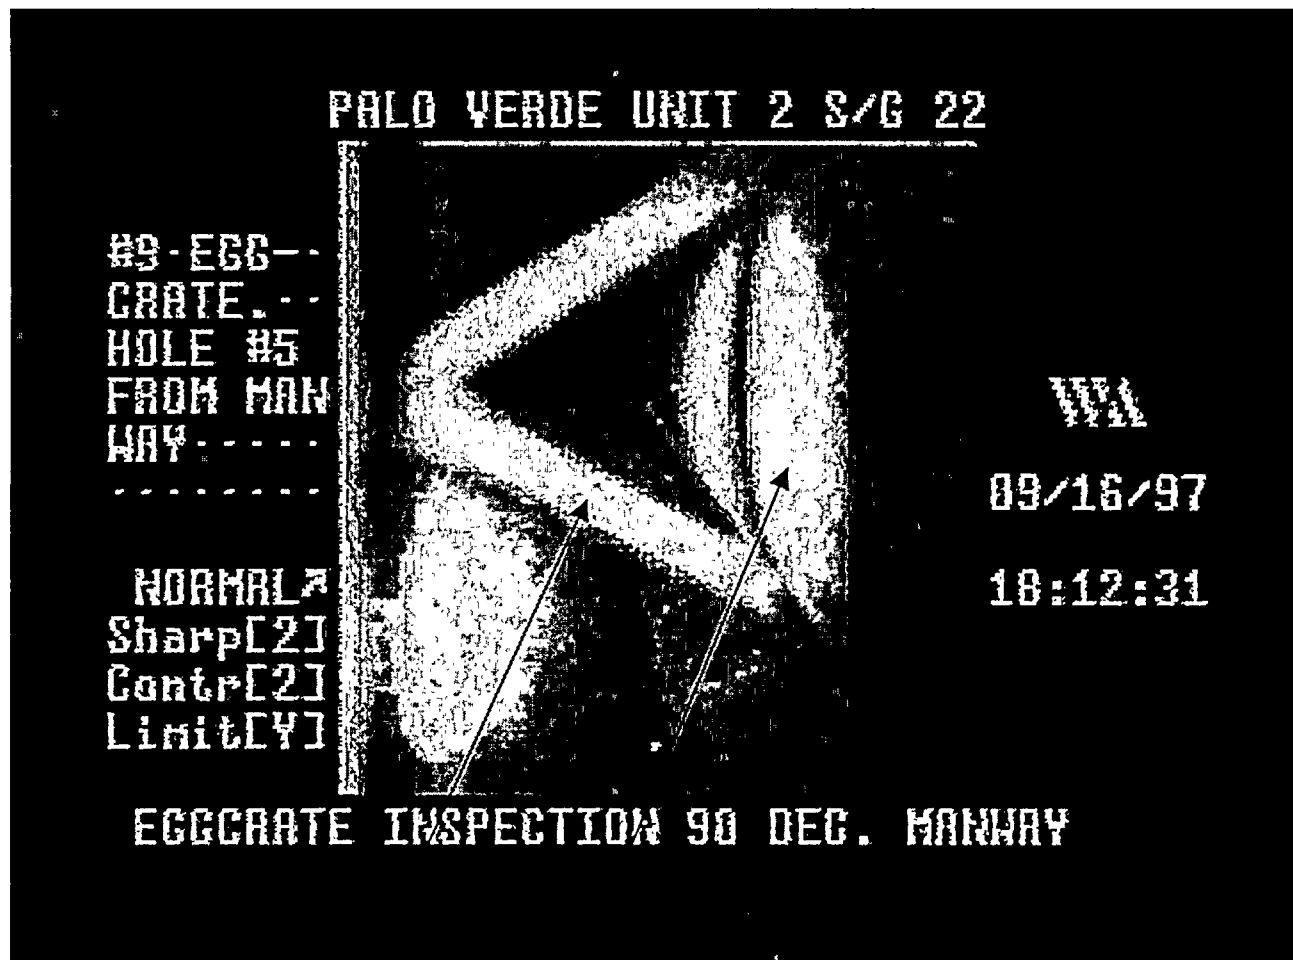 PALO VERDE UNIT 2 S/G 22
#9-EGG--
CRATE.--
HOLE #5
FROM MAN
WAY-----
--------
NORMAL↗
Sharp[2]
Contr[2]
Limit[Y]
09/16/97
18:12:31
EGGCRATE INSPECTION 90 DEG. MANWAY